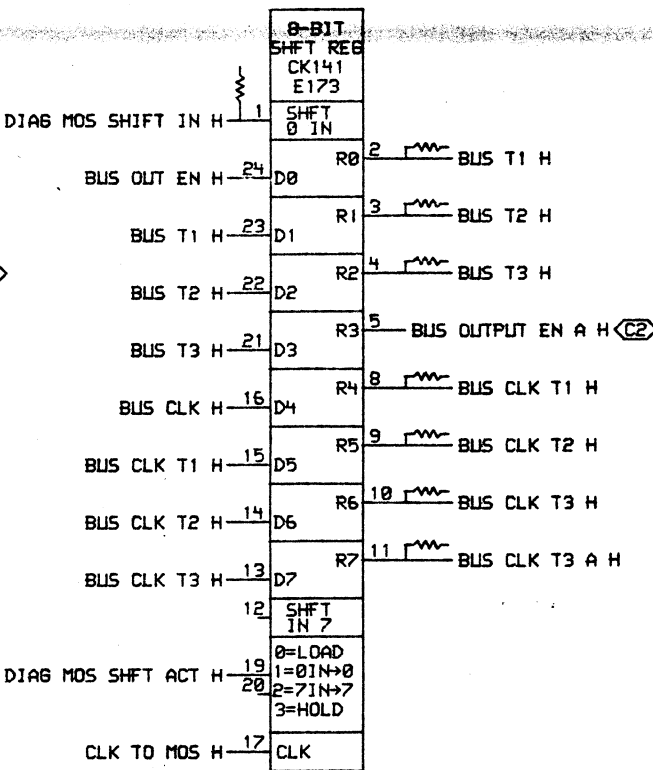 8-BIT
SHFT REG
CK141
E173
DIAG MOS SHIFT IN H 1 SHFT
0 IN
R0 2 BUS T1 H
BUS OUT EN H 24 D0
R1 3 BUS T2 H
BUS T1 H 23 D1
R2 4 BUS T3 H
BUS T2 H 22 D2
R3 5 BUS OUTPUT EN A H C2
BUS T3 H 21 D3
R4 8 BUS CLK T1 H
BUS CLK H 16 D4
R5 9 BUS CLK T2 H
BUS CLK T1 H 15 D5
R6 10 BUS CLK T3 H
BUS CLK T2 H 14 D6
R7 11 BUS CLK T3 A H
BUS CLK T3 H 13 D7
12 SHFT
IN 7
0=LOAD
DIAG MOS SHFT ACT H 19 1=0IN→0
20 2=7IN→7
3=HOLD
CLK TO MOS H 17 CLK